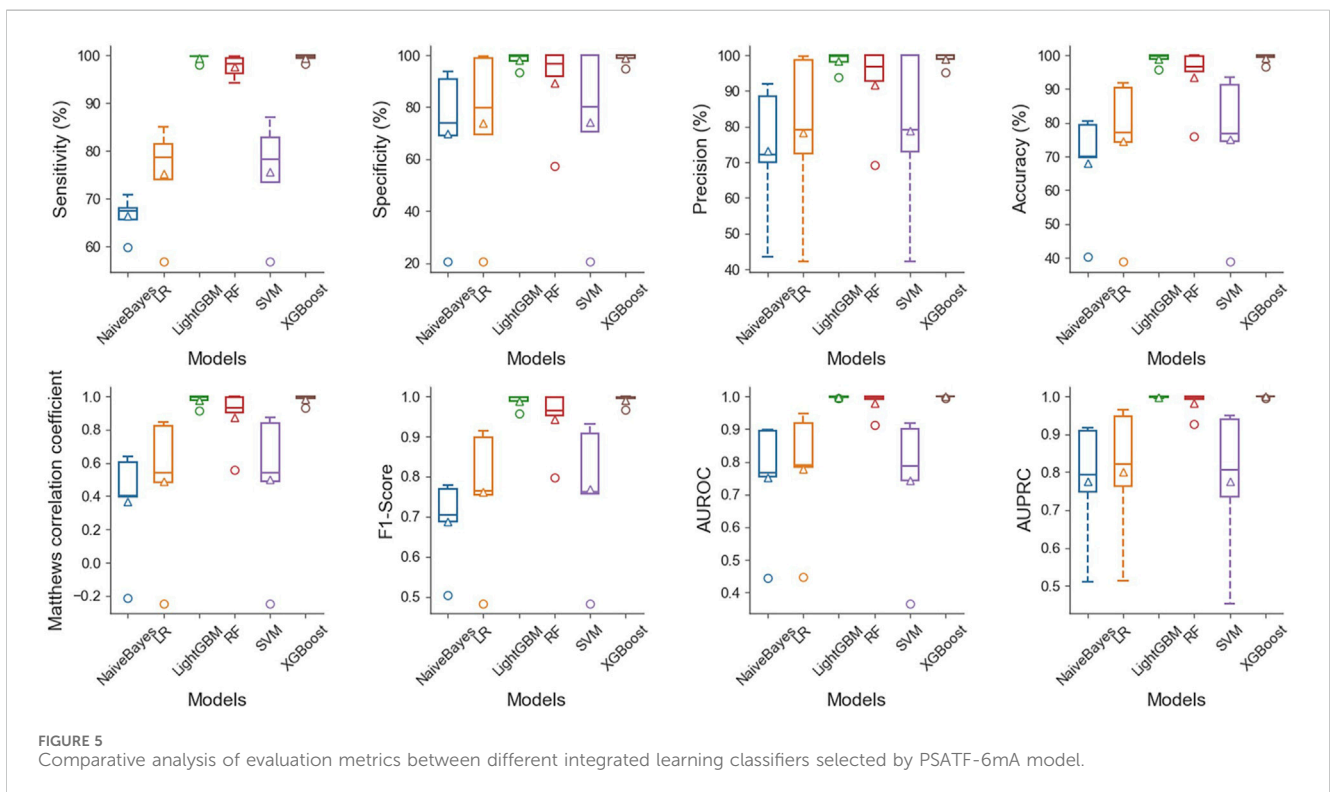 Sensitivity (%)
100
90
80
70
60
NaiveBayes
LR
LightGBM
RF
SVM
XGBoost
Models
Specificity (%)
100
80
60
40
20
NaiveBayes
LR
LightGBM
RF
SVM
XGBoost
Models
Precision (%)
100
90
80
70
60
50
40
NaiveBayes
LR
LightGBM
RF
SVM
XGBoost
Models
Accuracy (%)
100
90
80
70
60
50
40
NaiveBayes
LR
LightGBM
RF
SVM
XGBoost
Models
Matthews correlation coefficient
1.0
0.8
0.6
0.4
0.2
0.0
−0.2
NaiveBayes
LR
LightGBM
RF
SVM
XGBoost
Models
F1-Score
1.0
0.9
0.8
0.7
0.6
0.5
NaiveBayes
LR
LightGBM
RF
SVM
XGBoost
Models
AUROC
1.0
0.9
0.8
0.7
0.6
0.5
0.4
NaiveBayes
LR
LightGBM
RF
SVM
XGBoost
Models
AUPRC
1.0
0.9
0.8
0.7
0.6
0.5
NaiveBayes
LR
LightGBM
RF
SVM
XGBoost
Models
FIGURE 5
Comparative analysis of evaluation metrics between different integrated learning classifiers selected by PSATF-6mA model.